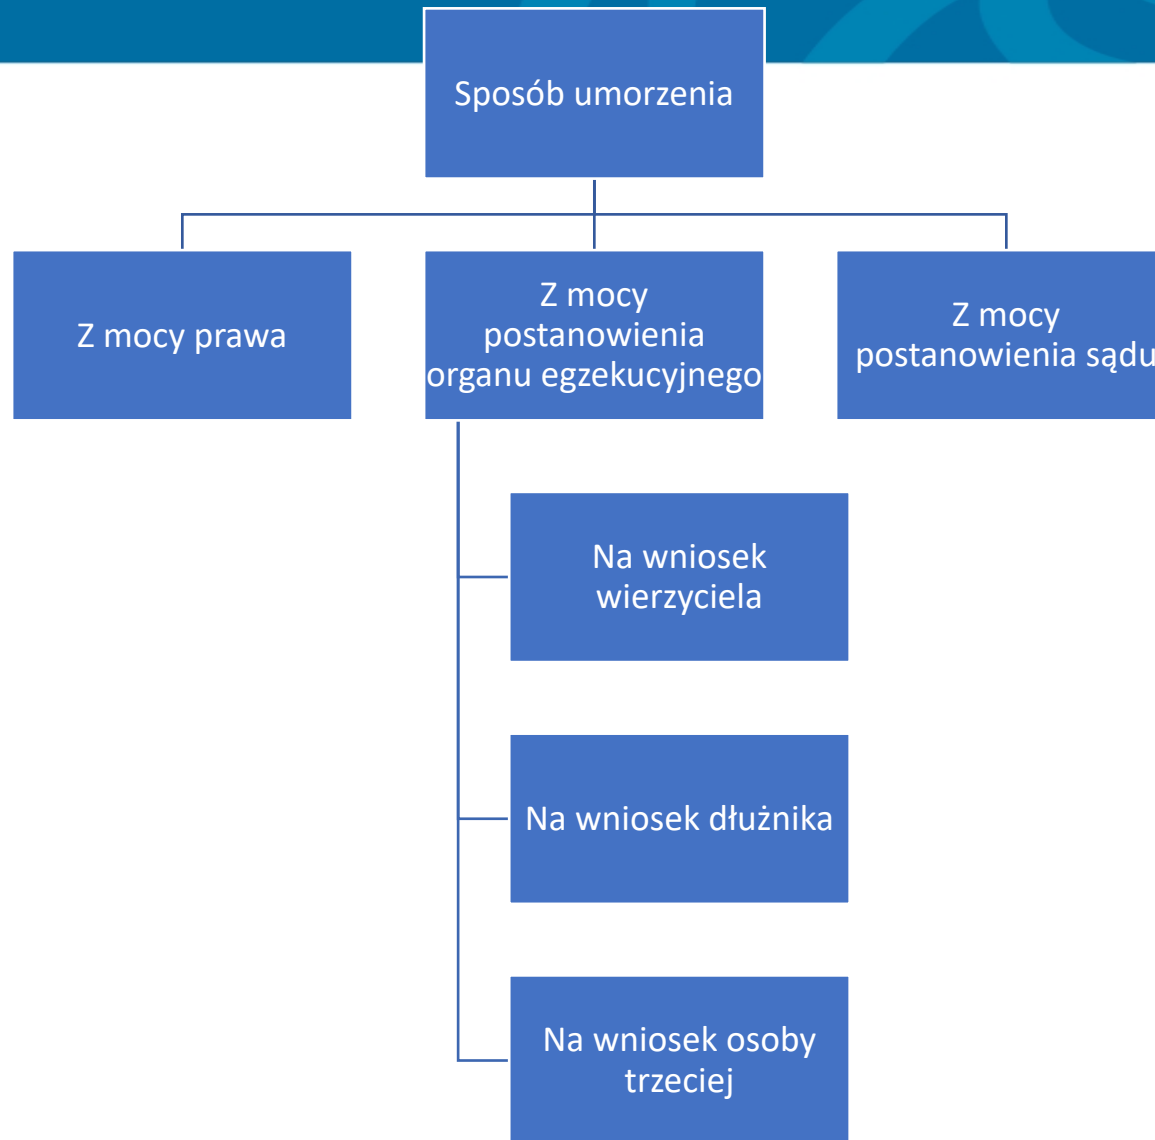 Sposób umorzenia
Z mocy prawa
Z mocy
postanowienia
organu egzekucyjnego
Z mocy
postanowienia sądu
Na wniosek
wierzyciela
Na wniosek dłużnika
Na wniosek osoby
trzeciej